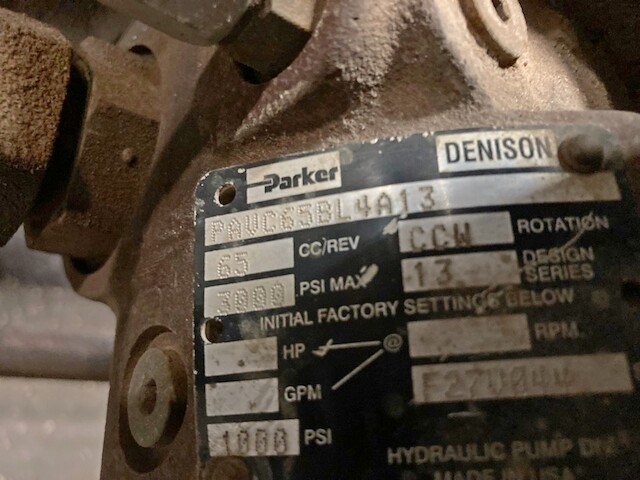 Parker DENISON
PAVC65BL4A13
65 CC/REV CCW ROTATION
3000 PSI MAX 13 DESIGN SERIES
INITIAL FACTORY SETTINGS BELOW
HP @ RPM
GPM
1000 PSI
HYDRAULIC PUMP DIV
MADE IN USA